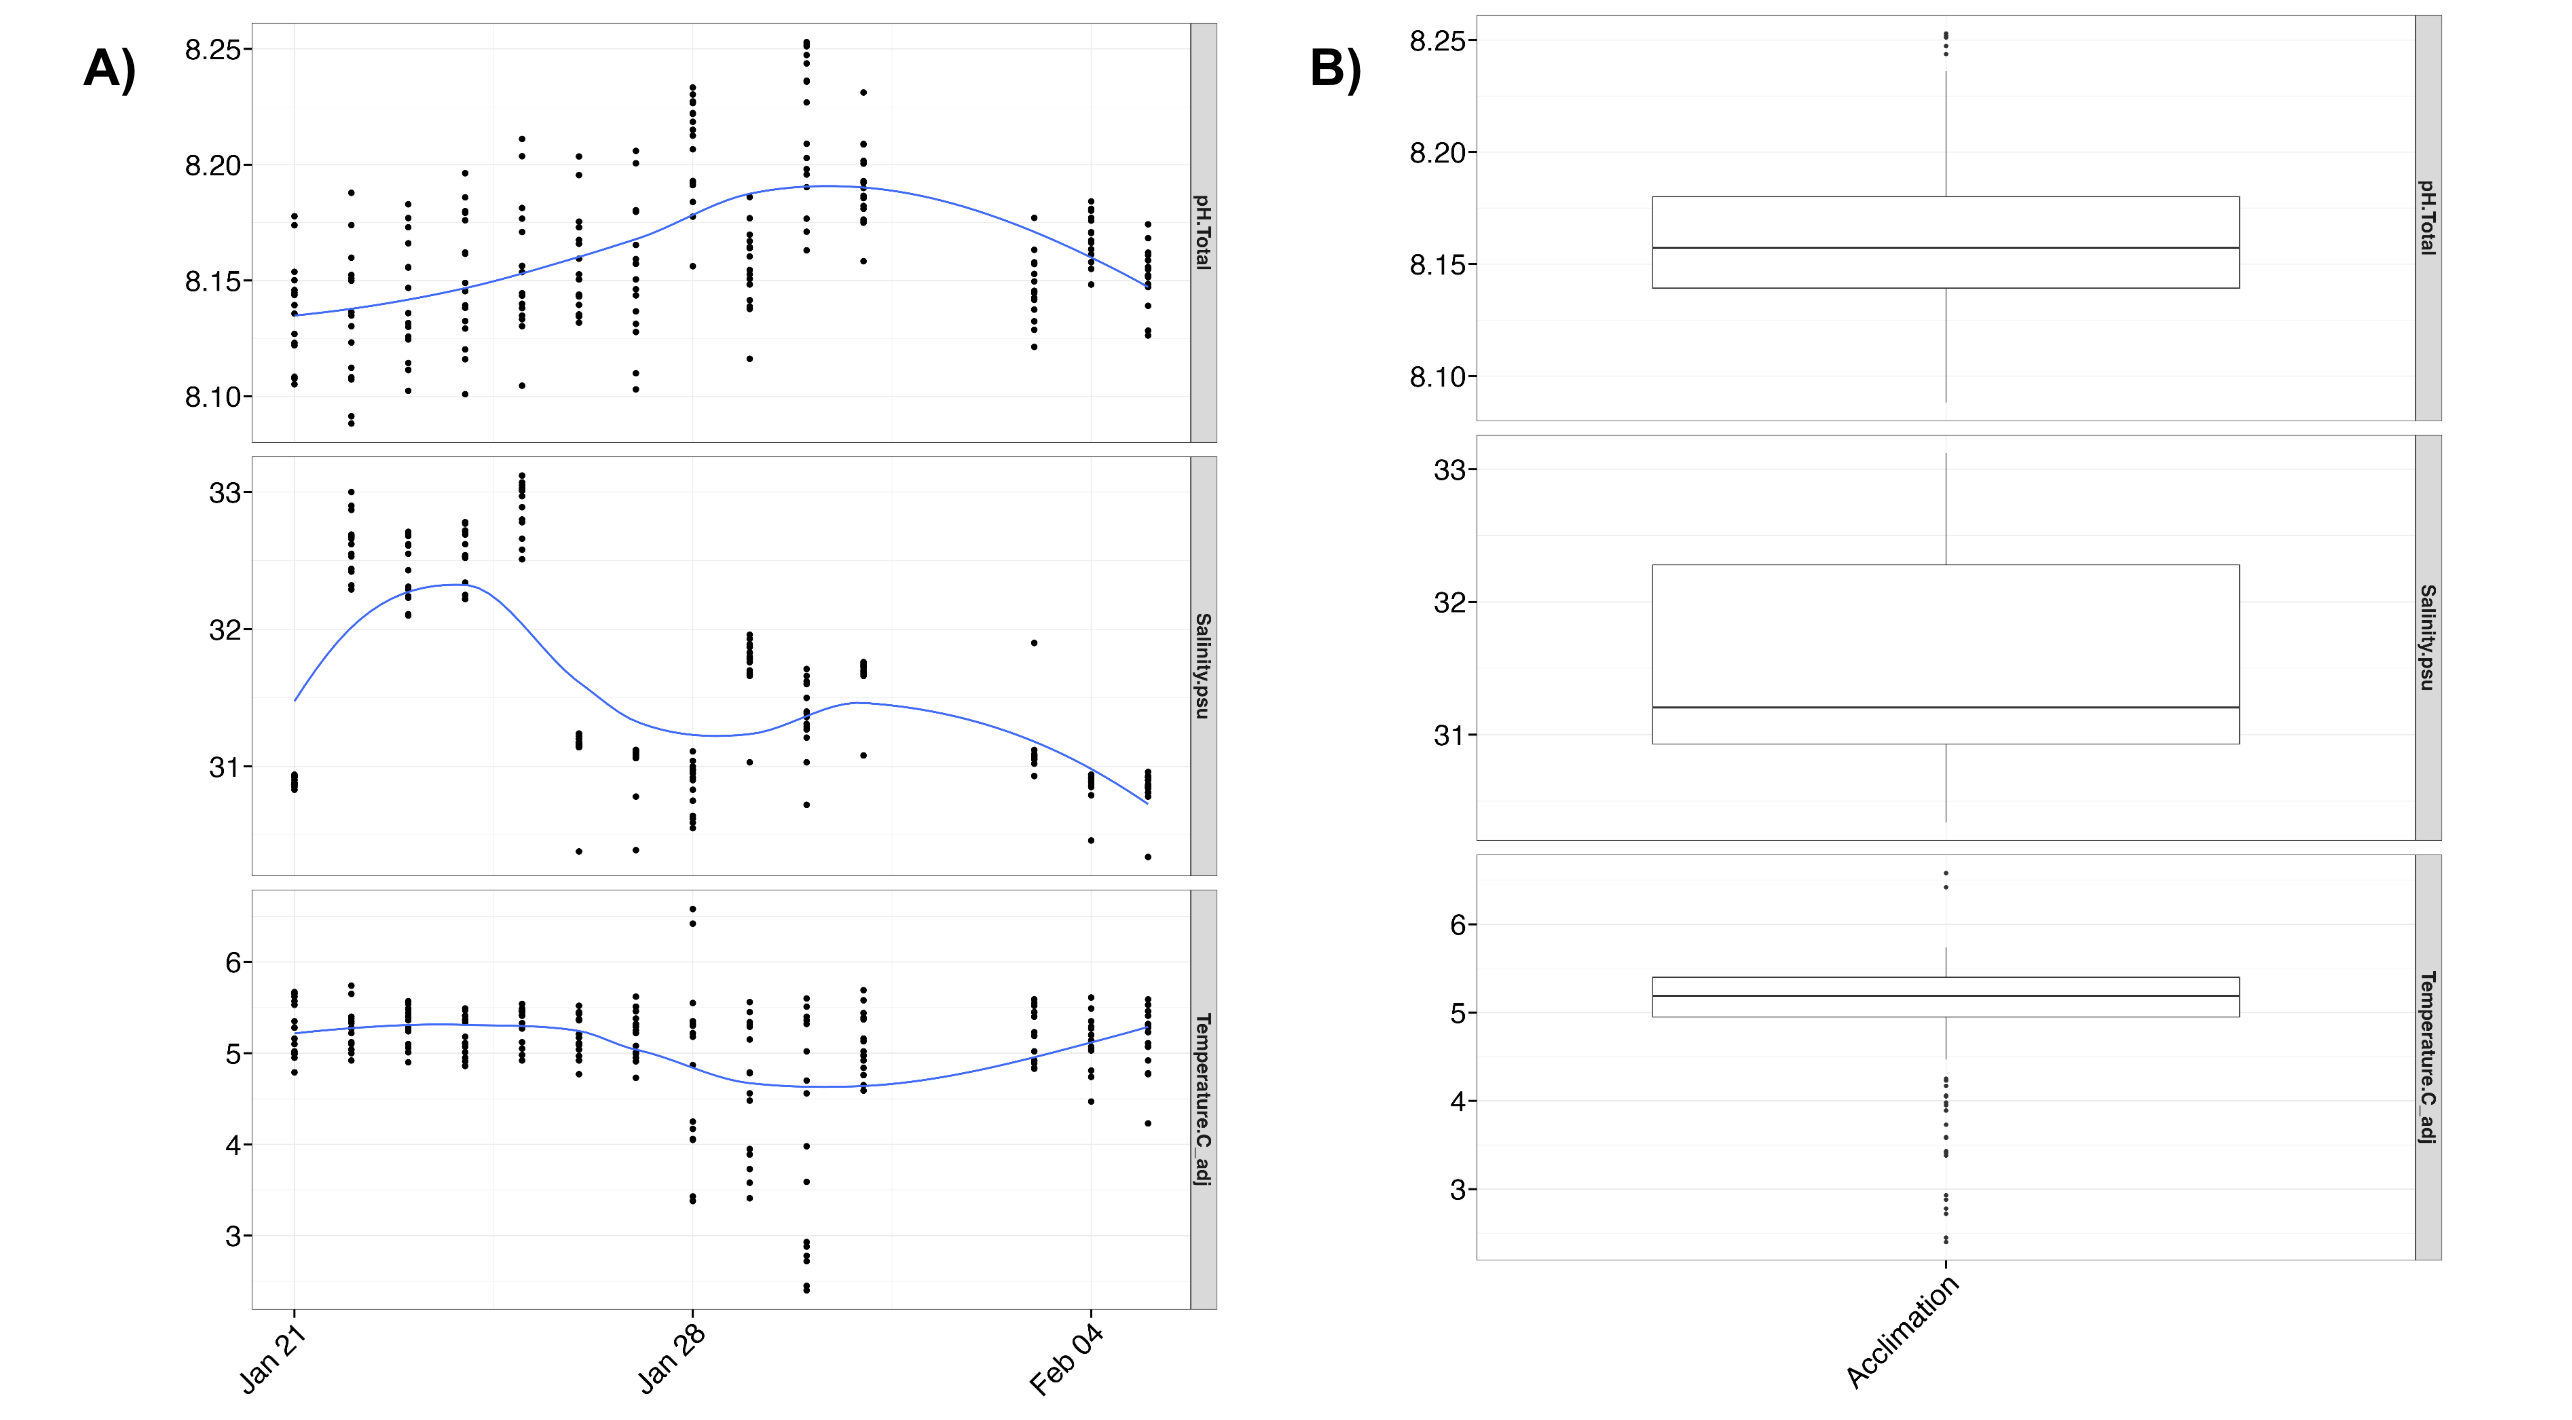 A)
8.25
8.20
8.15
8.10
pH.Total
33
32
31
Salinity.psu
6
5
4
3
Temperature.C_adj
Jan 21
Jan 28
Feb 04
B)
8.25
8.20
8.15
8.10
pH.Total
33
32
31
Salinity.psu
6
5
4
3
Temperature.C_adj
Acclimation